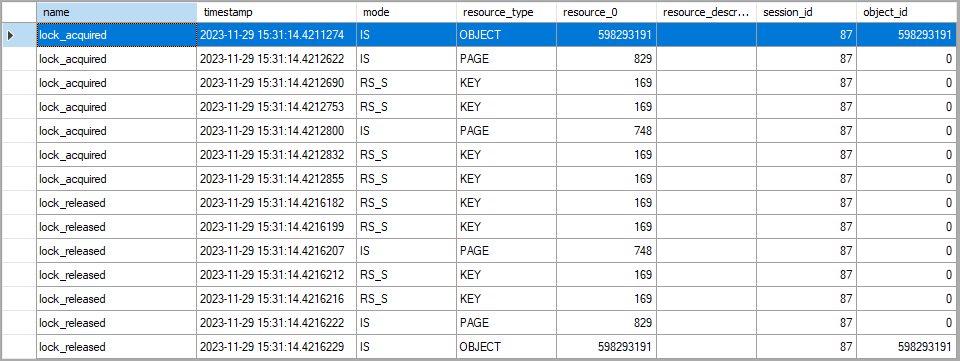 name timestamp mode resource_type resource_0 resource_descr... session_id object_id
lock_acquired 2023-11-29 15:31:14.4211274 IS OBJECT 598293191 87 598293191
lock_acquired 2023-11-29 15:31:14.4212622 IS PAGE 829 87 0
lock_acquired 2023-11-29 15:31:14.4212690 RS_S KEY 169 87 0
lock_acquired 2023-11-29 15:31:14.4212753 RS_S KEY 169 87 0
lock_acquired 2023-11-29 15:31:14.4212800 IS PAGE 748 87 0
lock_acquired 2023-11-29 15:31:14.4212832 RS_S KEY 169 87 0
lock_acquired 2023-11-29 15:31:14.4212855 RS_S KEY 169 87 0
lock_released 2023-11-29 15:31:14.4216182 RS_S KEY 169 87 0
lock_released 2023-11-29 15:31:14.4216199 RS_S KEY 169 87 0
lock_released 2023-11-29 15:31:14.4216207 IS PAGE 748 87 0
lock_released 2023-11-29 15:31:14.4216212 RS_S KEY 169 87 0
lock_released 2023-11-29 15:31:14.4216216 RS_S KEY 169 87 0
lock_released 2023-11-29 15:31:14.4216222 IS PAGE 829 87 0
lock_released 2023-11-29 15:31:14.4216229 IS OBJECT 598293191 87 598293191